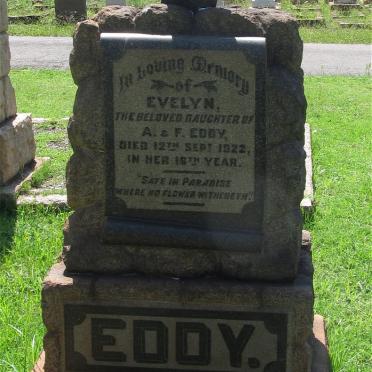 In Loving Memory
of
EVELYN,
THE BELOVED DAUGHTER OF
A. & F. EDDY,
DIED 12TH SEPT 1922,
IN HER 16TH YEAR.
"SAFE IN PARADISE
WHERE NO FLOWER WITHERETH".
EDDY.